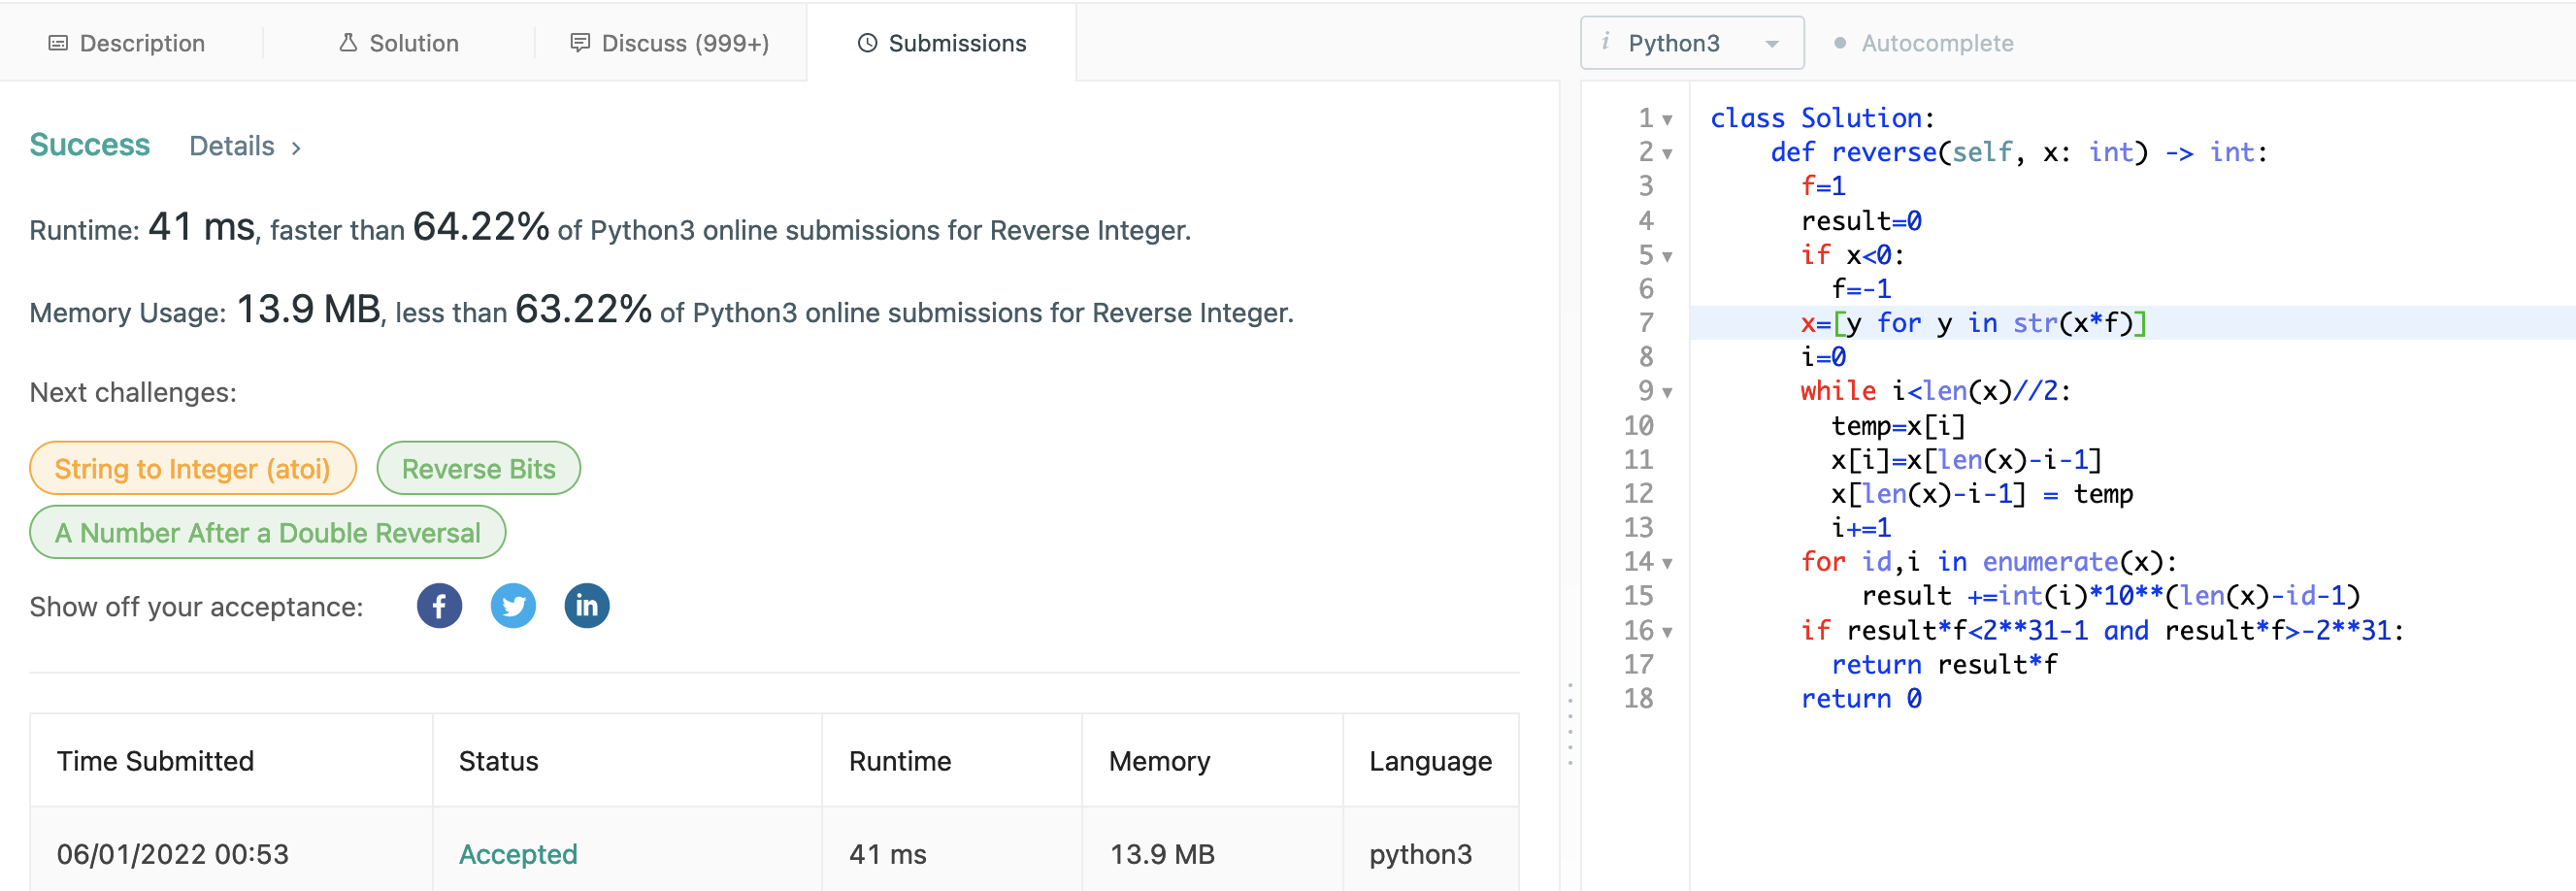 Description Solution Discuss (999+) Submissions
i Python3 Autocomplete
Success Details >
Runtime: 41 ms, faster than 64.22% of Python3 online submissions for Reverse Integer.
Memory Usage: 13.9 MB, less than 63.22% of Python3 online submissions for Reverse Integer.
Next challenges:
String to Integer (atoi) Reverse Bits
A Number After a Double Reversal
Show off your acceptance: f in
Time Submitted Status Runtime Memory Language
06/01/2022 00:53 Accepted 41 ms 13.9 MB python3
1 class Solution:
2     def reverse(self, x: int) -> int:
3       f=1
4       result=0
5       if x<0:
6         f=-1
7       x=[y for y in str(x*f)]
8       i=0
9       while i<len(x)//2:
10         temp=x[i]
11         x[i]=x[len(x)-i-1]
12         x[len(x)-i-1] = temp
13         i+=1
14       for id,i in enumerate(x):
15           result +=int(i)*10**(len(x)-id-1)
16       if result*f<2**31-1 and result*f>-2**31:
17         return result*f
18       return 0